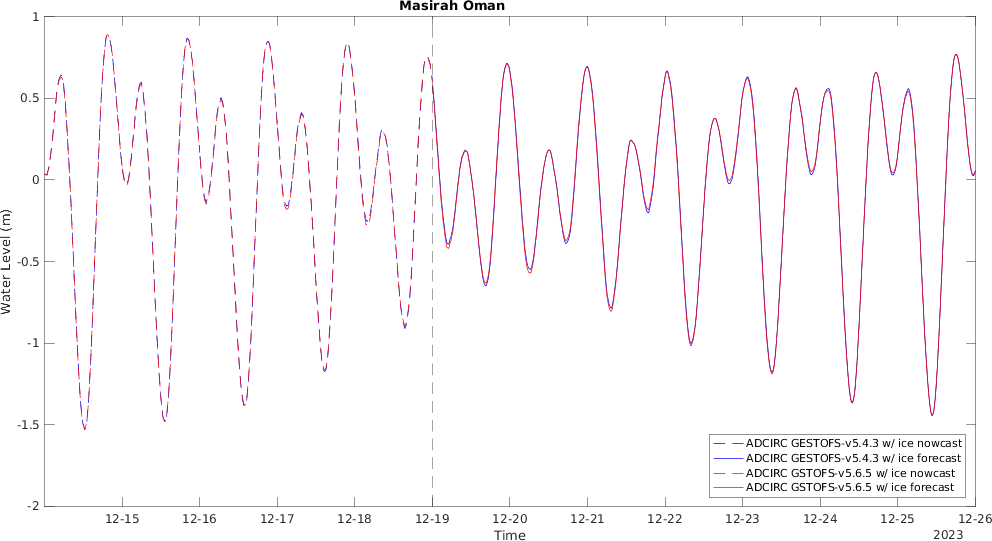 Masirah Oman
1
0.5
0
-0.5
-1
-1.5
-2
Water Level (m)
ADCIRC GESTOFS-v5.4.3 w/ ice nowcast
ADCIRC GESTOFS-v5.4.3 w/ ice forecast
ADCIRC GSTOFS-v5.6.5 w/ ice nowcast
ADCIRC GSTOFS-v5.6.5 w/ ice forecast
12-15 12-16 12-17 12-18 12-19 12-20 12-21 12-22 12-23 12-24 12-25 12-26
Time
2023